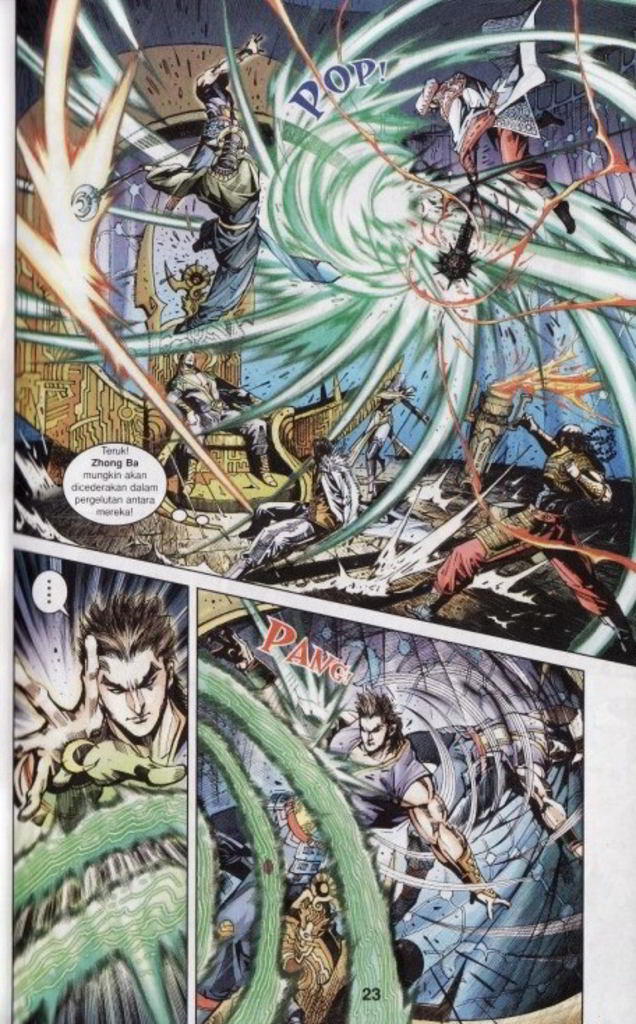 POP!
Teruk!
Zhong Ba
mungkin akan
dicederakan dalam
pergelutan antara
mereka!
....
PANG!
23